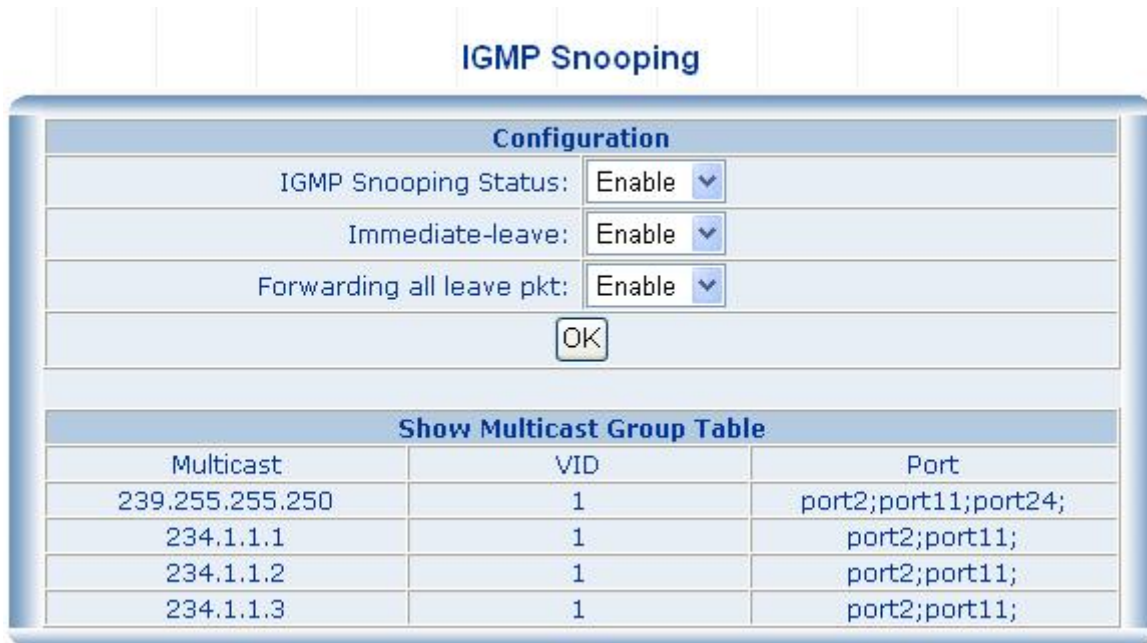 IGMP Snooping
Configuration
IGMP Snooping Status: Enable
Immediate-leave: Enable
Forwarding all leave pkt: Enable
OK
Show Multicast Group Table
Multicast VID Port
239.255.255.250 1 port2;port11;port24;
234.1.1.1 1 port2;port11;
234.1.1.2 1 port2;port11;
234.1.1.3 1 port2;port11;